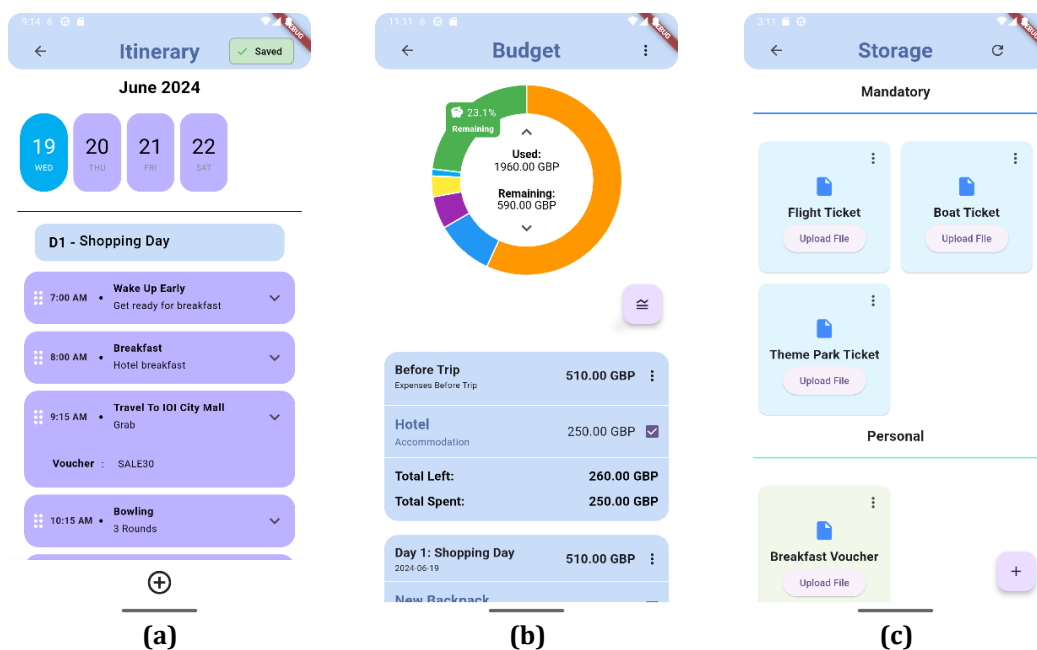 9:14
Itinerary
Saved
June 2024
19 20 21 22
WED THU FRI SAT
D1 - Shopping Day
7:00 AM • Wake Up Early
Get ready for breakfast
8:00 AM • Breakfast
Hotel breakfast
9:15 AM • Travel To IOI City Mall
Grab
Voucher : SALE30
10:15 AM • Bowling
3 Rounds
(a)
11:11
Budget
23.1%
Remaining
Used:
1960.00 GBP
Remaining:
590.00 GBP
Before Trip 510.00 GBP
Expenses Before Trip
Hotel 250.00 GBP
Accommodation
Total Left: 260.00 GBP
Total Spent: 250.00 GBP
Day 1: Shopping Day 510.00 GBP
2024-06-19
New Backpack
(b)
3:11
Storage
Mandatory
Flight Ticket Boat Ticket
Upload File Upload File
Theme Park Ticket
Upload File
Personal
Breakfast Voucher
Upload File
+
(c)